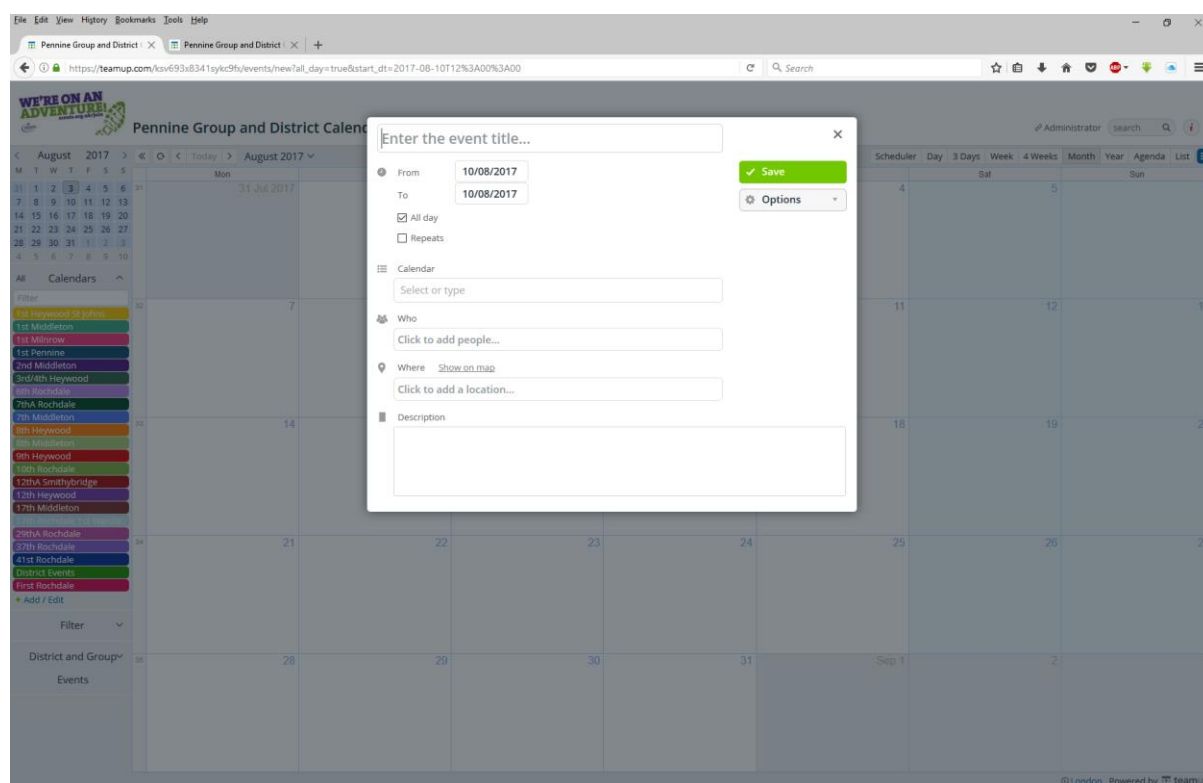 File Edit View History Bookmarks Tools Help
Pennine Group and District Pennine Group and District
https://teamup.com/ksv693x8341sykc9fx/events/new?all_day=true&start_dt=2017-08-10T12%3A00%3A00 Search
WE'RE ON AN
ADVENTURE!
Pennine Group and District Calend Administrator search
August 2017 Today August 2017 Scheduler Day 3 Days Week 4 Weeks Month Year Agenda List
M T W T F S S Mon Sat Sun
31 1 2 3 4 5 6 31 31 Jul 2017 4 5
7 8 9 10 11 12 13
14 15 16 17 18 19 20
21 22 23 24 25 26 27
28 29 30 31 1 2 3
4 5 6 7 8 9 10
All Calendars
Filter
1st Heywood St Johns 32 7 11 12
1st Middleton
1st Milnrow
1st Pennine
2nd Middleton
3rd/4th Heywood
6th Rochdale
7thA Rochdale
7th Middleton 33 14 18 19
8th Heywood
8th Middleton
9th Heywood
10th Rochdale
12thA Smithybridge
12th Heywood
17th Middleton
29thA Rochdale
37th Rochdale 34 21 22 23 24 25 26
41st Rochdale
District Events
First Rochdale
+ Add / Edit
Filter
District and Group 35 28 29 30 31 Sep 1 2
Events
Enter the event title...
From 10/08/2017 Save
To 10/08/2017 Options
All day
Repeats
Calendar
Select or type
Who
Click to add people...
Where Show on map
Click to add a location...
Description
London Powered by team